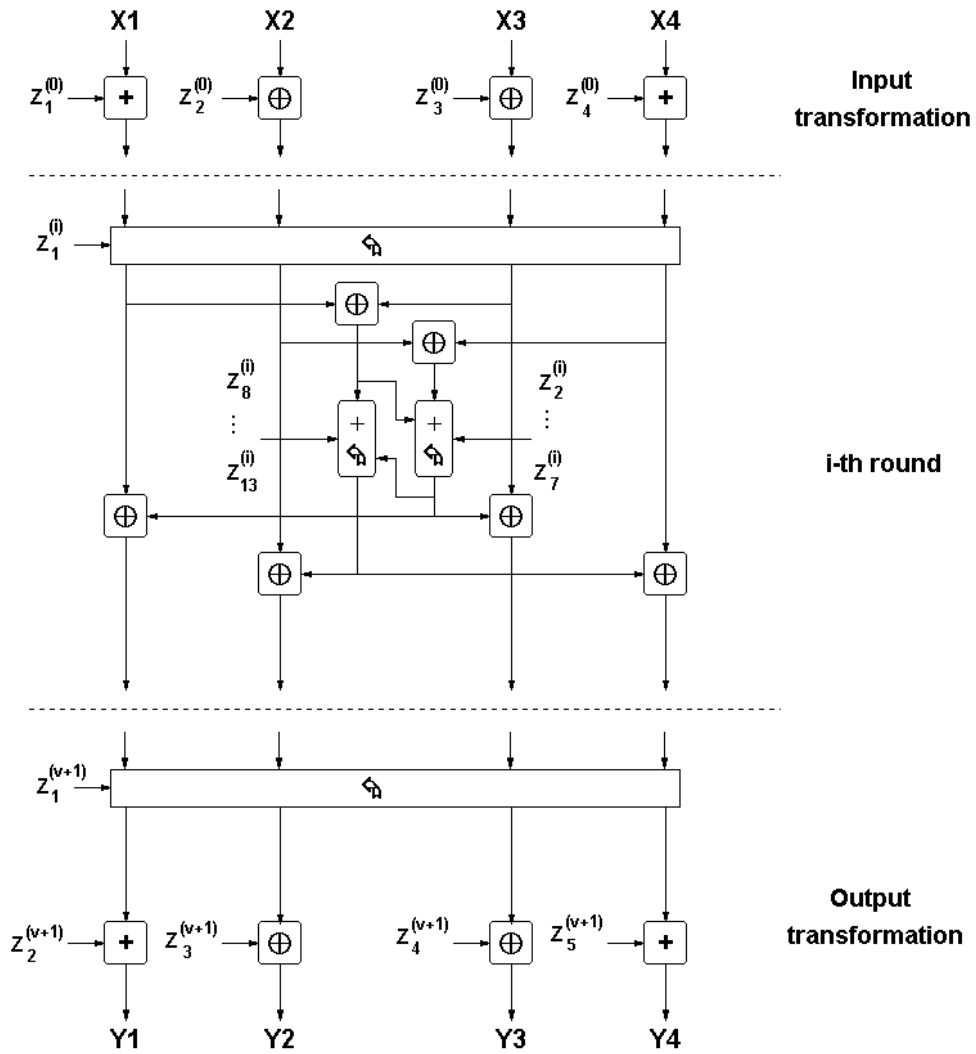 X1 X2 X3 X4
Z₁⁽⁰⁾ + Z₂⁽⁰⁾ ⊕ Z₃⁽⁰⁾ ⊕ Z₄⁽⁰⁾ +
Input
transformation
Z₁⁽ⁱ⁾
⊕
⊕
Z₈⁽ⁱ⁾ Z₂⁽ⁱ⁾
⋮ + + ⋮
Z₁₃⁽ⁱ⁾ Z₇⁽ⁱ⁾
i-th round
⊕ ⊕
⊕ ⊕
Z₁⁽ᵛ⁺¹⁾
Output
transformation
Z₂⁽ᵛ⁺¹⁾ + Z₃⁽ᵛ⁺¹⁾ ⊕ Z₄⁽ᵛ⁺¹⁾ ⊕ Z₅⁽ᵛ⁺¹⁾ +
Y1 Y2 Y3 Y4